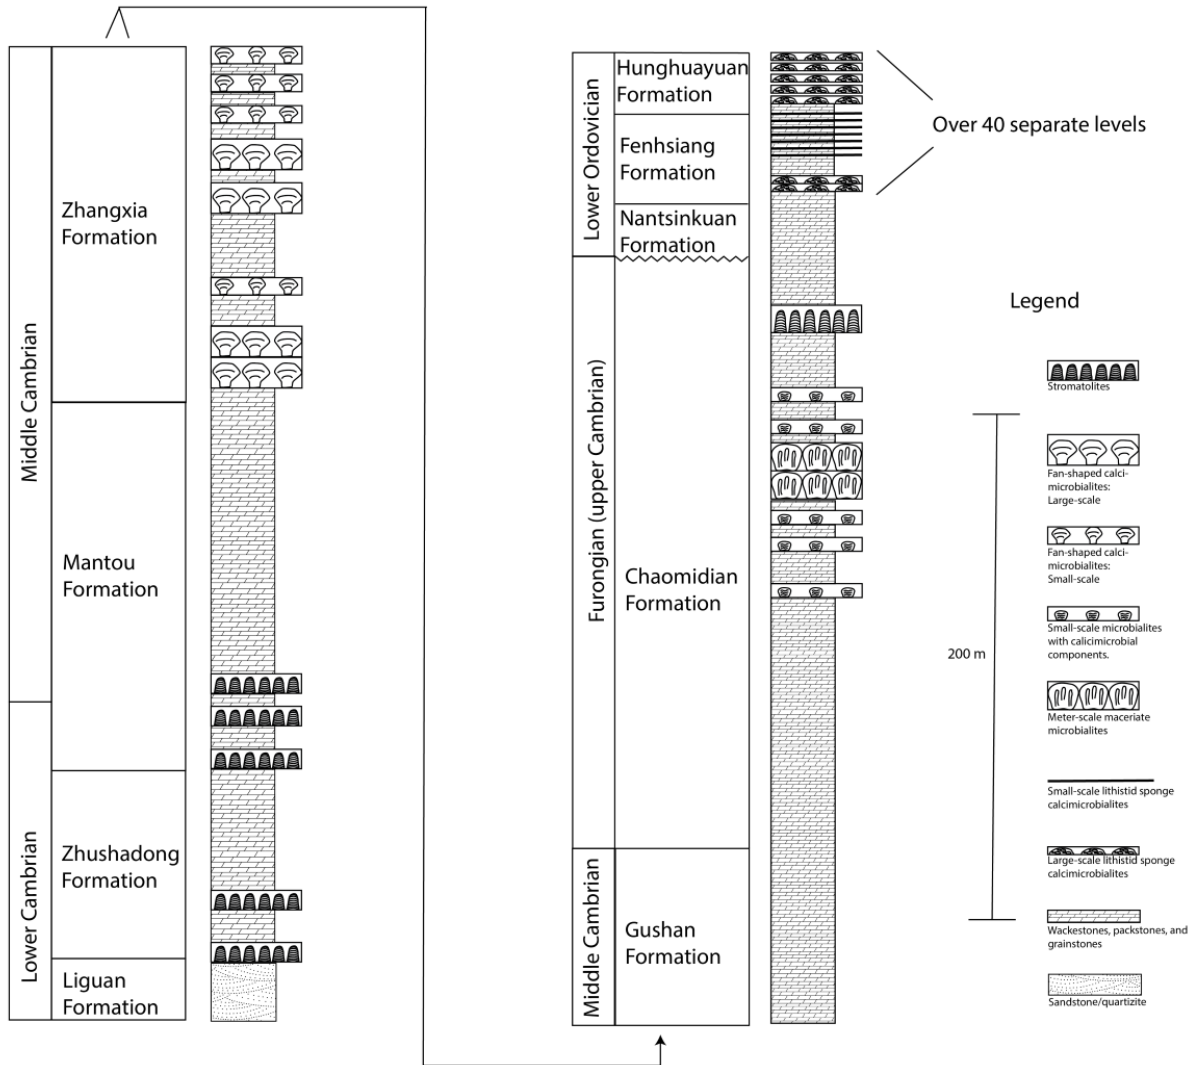 Middle Cambrian
Lower Cambrian
Zhangxia
Formation
Mantou
Formation
Zhushadong
Formation
Liguan
Formation
Lower Ordovician
Furongian (upper Cambrian)
Middle Cambrian
Hunghuayuan
Formation
Fenhsiang
Formation
Nantsinkuan
Formation
Chaomidian
Formation
Gushan
Formation
Over 40 separate levels
Legend
200 m
Stromatolites
Fan-shaped calci-
microbialites:
Large-scale
Fan-shaped calci-
microbialites:
Small-scale
Small-scale microbialites
with calicimicrobial
components.
Meter-scale maceriate
microbialites
Small-scale lithistid sponge
calcimicrobialites
Large-scale lithistid sponge
calcimicrobialites
Wackestones, packstones, and
grainstones
Sandstone/quartizite